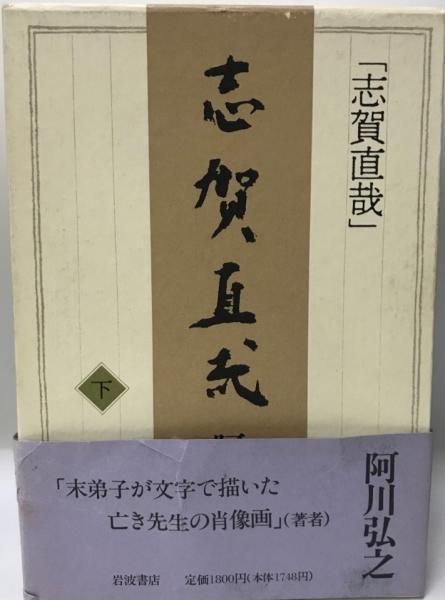 「志賀直哉」
志賀直哉
下
阿川弘之
「末弟子が文字で描いた
亡き先生の肖像画」(著者)
岩波書店 定価1800円(本体1748円)